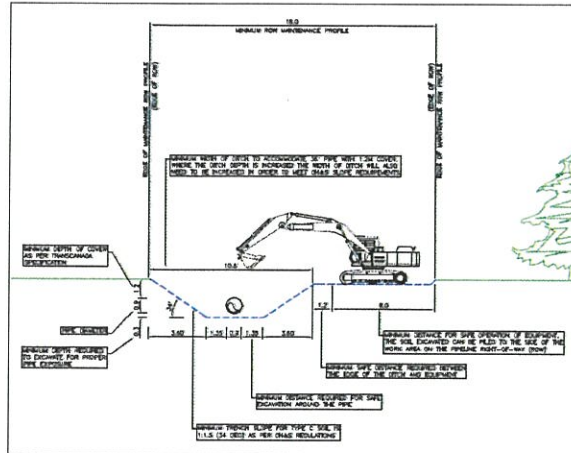 18.0
MINIMUM ROW MAINTENANCE PROFILE
EDGE OF MAINTENANCE ROW PROFILE
(EDGE OF ROW)
(EDGE OF ROW)
EDGE OF MAINTENANCE ROW PROFILE
MINIMUM WIDTH OF DITCH TO ACCOMMODATE 36" PIPE WITH 1.2M COVER.
WHERE THE DITCH DEPTH IS INCREASED THE WIDTH OF DITCH WILL ALSO
NEED TO BE INCREASED IN ORDER TO MEET OH&S SLOPE REQUIREMENTS
MINIMUM DEPTH OF COVER
AS PER TRANSCANADA
SPECIFICATION
1.2
0.9
0.3
PIPE DIAMETER
MINIMUM DEPTH REQUIRED
TO EXCAVATE FOR PROPER
PIPE EXPOSURE
3.60
1.35
0.9
1.35
3.60
6.0
MINIMUM DISTANCE FOR SAFE OPERATION OF EQUIPMENT.
THE SOIL EXCAVATED CAN BE PILED TO THE SIDE OF THE
WORK AREA ON THE PIPELINE RIGHT-OF-WAY (ROW)
MINIMUM SAFE DISTANCE REQUIRED BETWEEN
THE EDGE OF THE DITCH AND EQUIPMENT
MINIMUM DISTANCE REQUIRED FOR SAFE
EXCAVATION AROUND THE PIPE
MINIMUM TRENCH SLOPE FOR TYPE C SOIL IS
1:1.5 (34 DEG) AS PER OH&S REGULATIONS